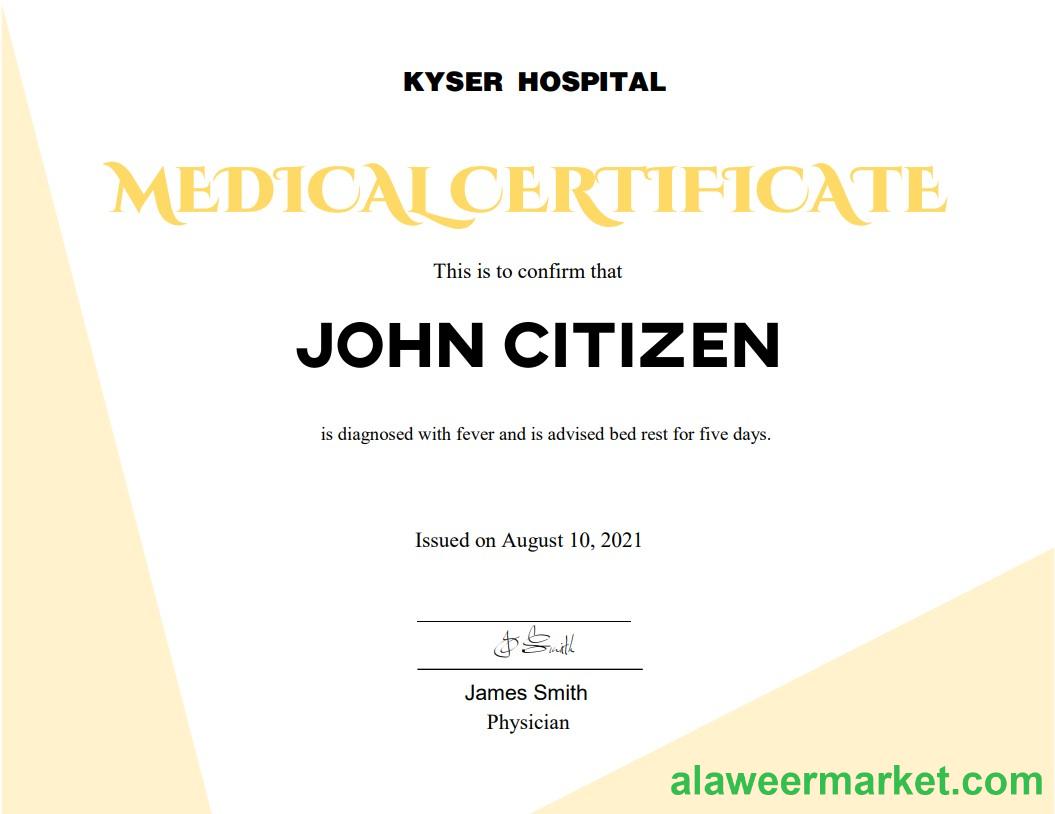 KYSER HOSPITAL
MEDICAL CERTIFICATE
This is to confirm that
JOHN CITIZEN
is diagnosed with fever and is advised bed rest for five days.
Issued on August 10, 2021
J Smith
James Smith
Physician
alaweermarket.com